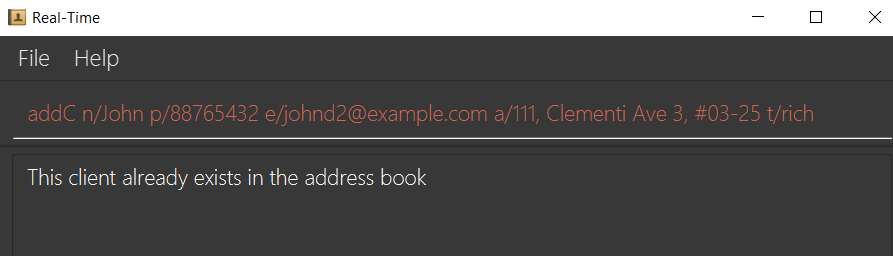 Real-Time
File Help
addC n/John p/88765432 e/johnd2@example.com a/111, Clementi Ave 3, #03-25 t/rich
This client already exists in the address book